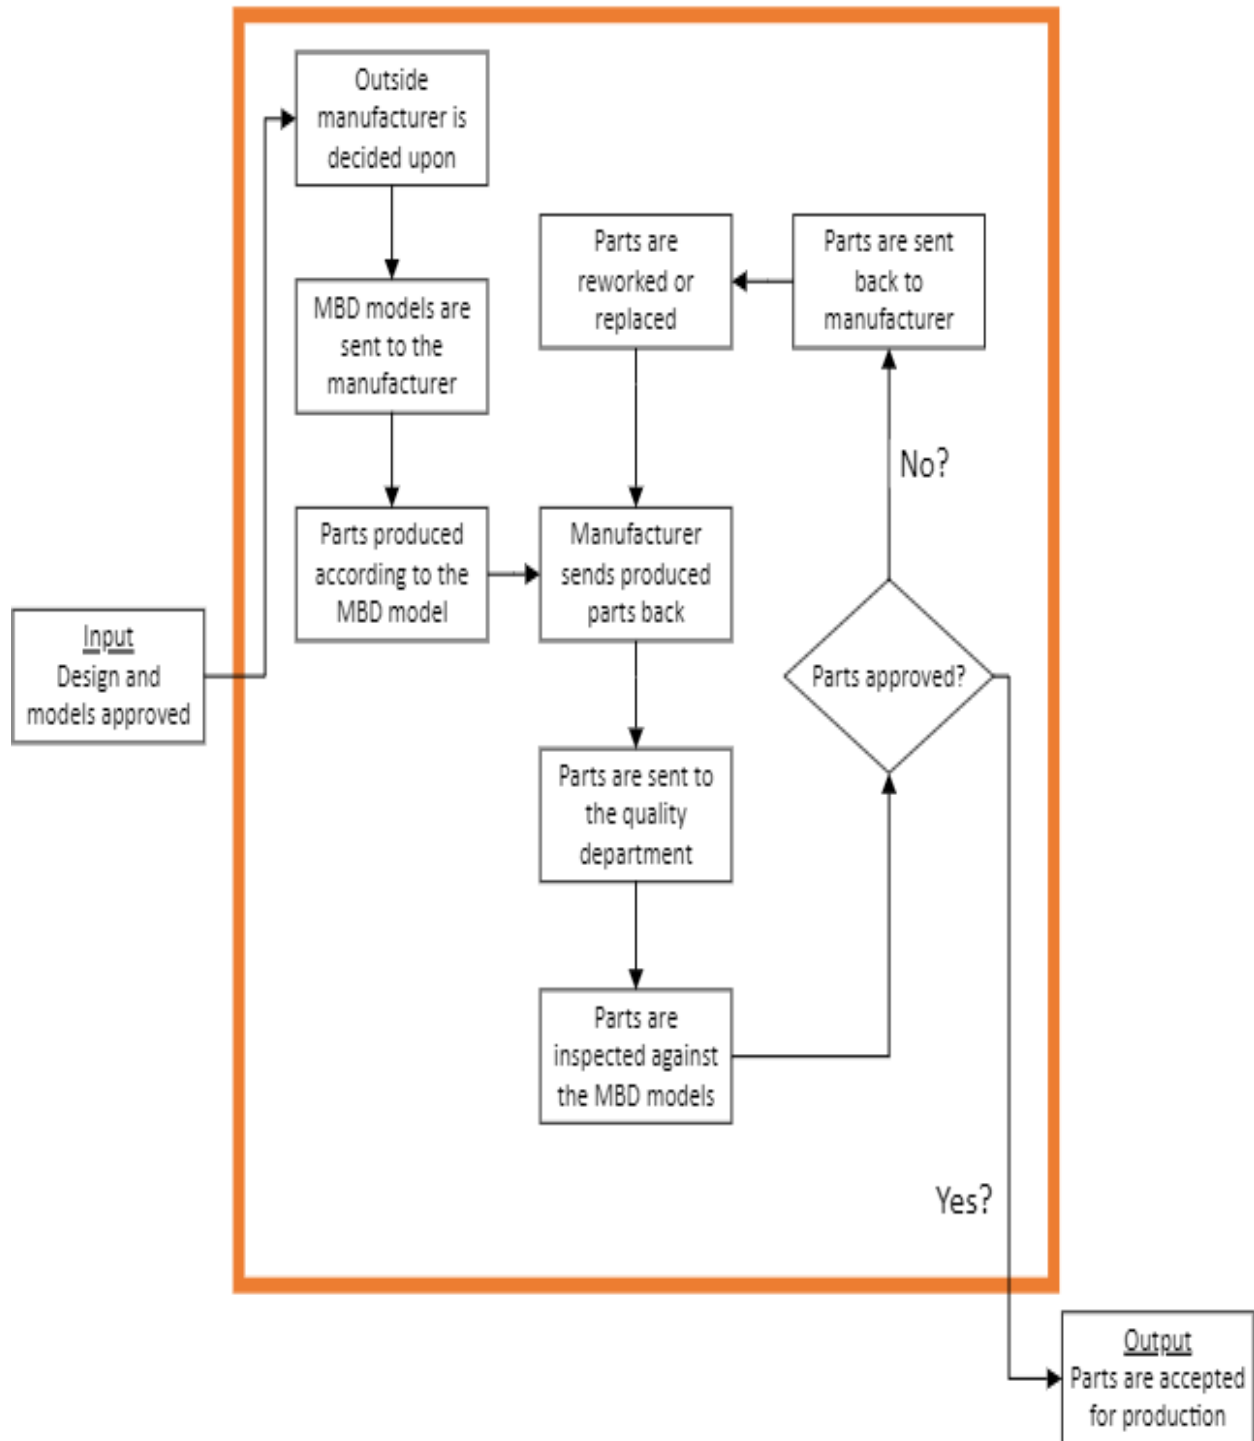 Outside
manufacturer is
decided upon
MBD models are
sent to the
manufacturer
Parts produced
according to the
MBD model
Input
Design and
models approved
Parts are
reworked or
replaced
Parts are sent
back to
manufacturer
No?
Manufacturer
sends produced
parts back
Parts approved?
Parts are sent to
the quality
department
Parts are
inspected against
the MBD models
Yes?
Output
Parts are accepted
for production